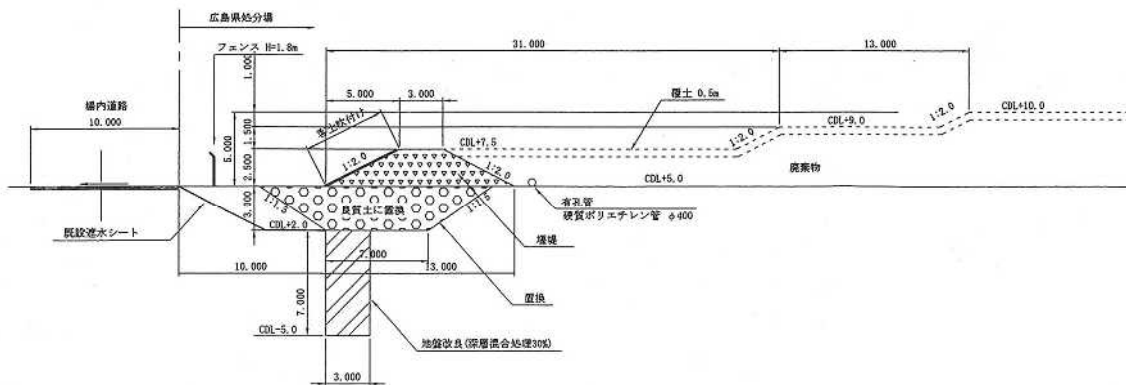 広島県処分場
フェンス H=1.8m
31.000
13.000
1.000
5.000
3.000
覆土 0.5m
CDL+10.0
場内道路
10.000
5.000
1.500
表土吹付け
1:2.0
CDL+9.0
1:2.0
CDL+7.5
1:2.0
2.500
1:2.0
廃棄物
CDL+5.0
有孔管
硬質ポリエチレン管 φ400
3.000
1:1.5
良質土に置換
1:1.5
CDL+2.0
既設遮水シート
堰堤
7.000
10.000
13.000
置換
7.000
CDL-5.0
地盤改良(深層混合処理30%)
3.000